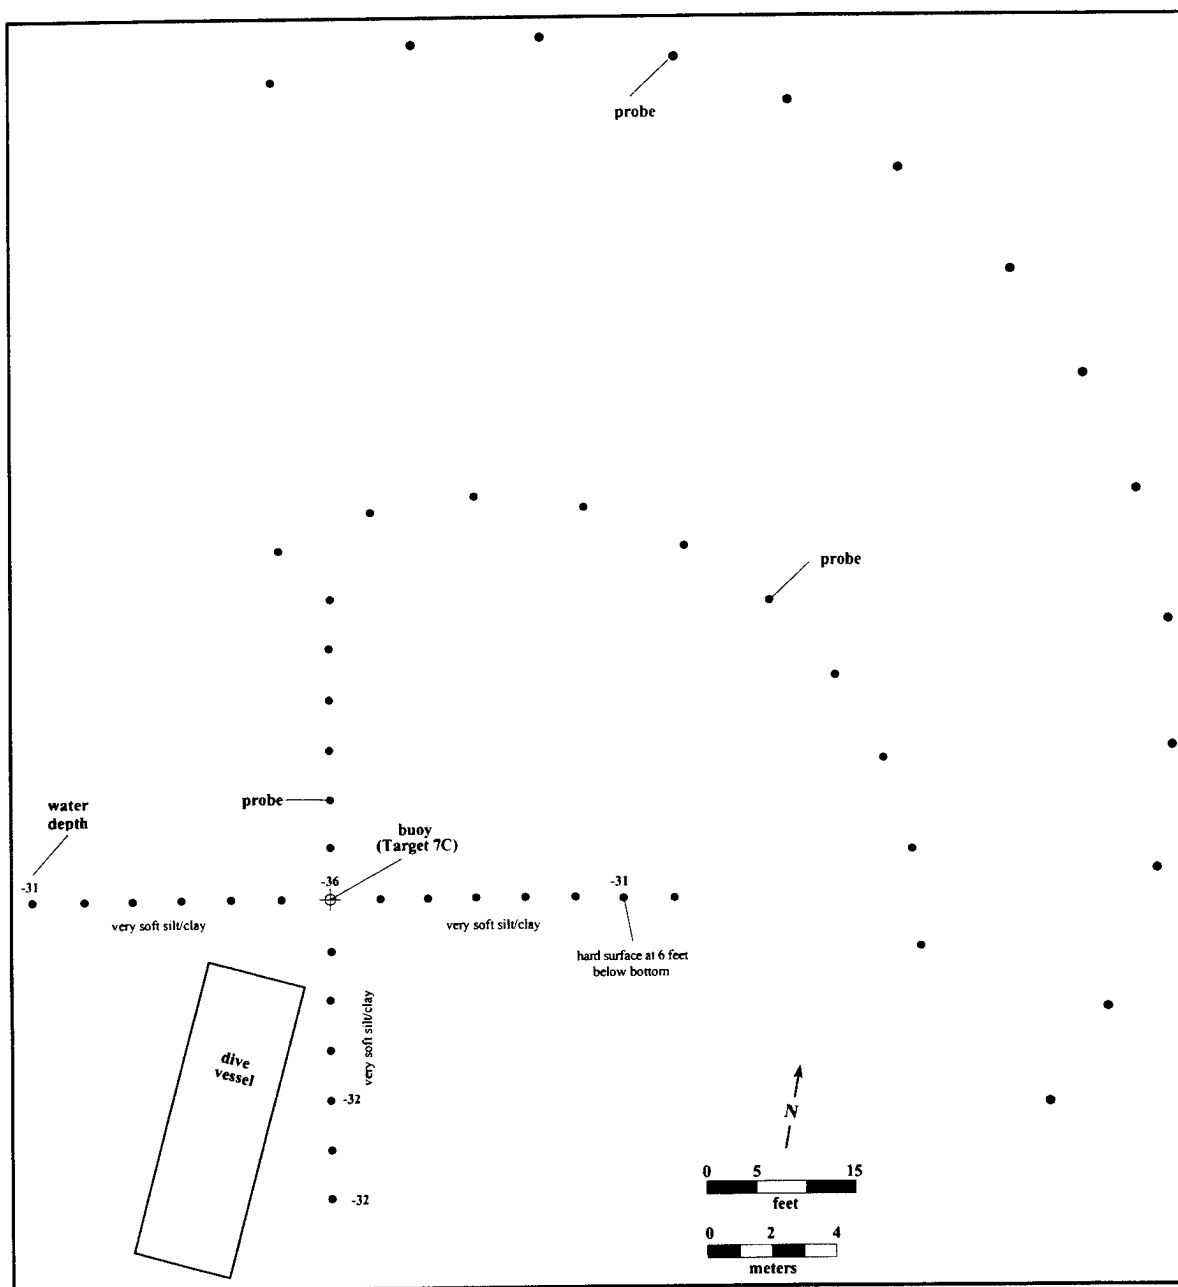 probe
probe
probe
water
depth
buoy
(Target 7C)
-31
-36
-31
very soft silt/clay
very soft silt/clay
hard surface at 6 feet
below bottom
very soft silt/clay
dive
vessel
-32
-32
N
0 5 15
feet
0 2 4
meters